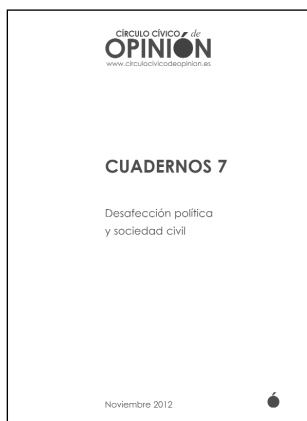 CÍRCULO CÍVICO de
OPINIÓN
www.circulocivicodeopinion.es
CUADERNOS 7
Desafección política
y sociedad civil
Noviembre 2012